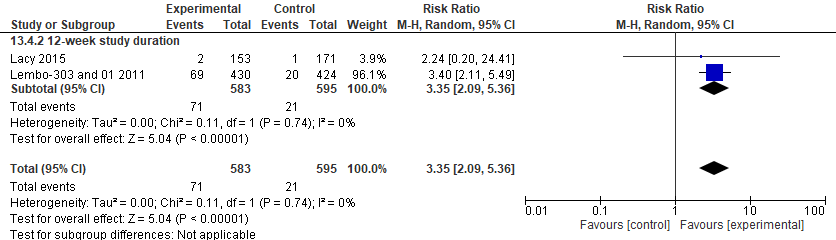 Experimental Control Risk Ratio Risk Ratio
Study or Subgroup Events Total Events Total Weight M-H, Random, 95% CI M-H, Random, 95% CI
13.4.2 12-week study duration
Lacy 2015 2 153 1 171 3.9% 2.24 [0.20, 24.41]
Lembo-303 and 01 2011 69 430 20 424 96.1% 3.40 [2.11, 5.49]
Subtotal (95% CI) 583 595 100.0% 3.35 [2.09, 5.36]
Total events 71 21
Heterogeneity: Tau² = 0.00; Chi² = 0.11, df = 1 (P = 0.74); I² = 0%
Test for overall effect: Z = 5.04 (P < 0.00001)
Total (95% CI) 583 595 100.0% 3.35 [2.09, 5.36]
Total events 71 21
Heterogeneity: Tau² = 0.00; Chi² = 0.11, df = 1 (P = 0.74); I² = 0%
Test for overall effect: Z = 5.04 (P < 0.00001)
Test for subgroup differences: Not applicable
0.01 0.1 1 10 100
Favours [control] Favours [experimental]